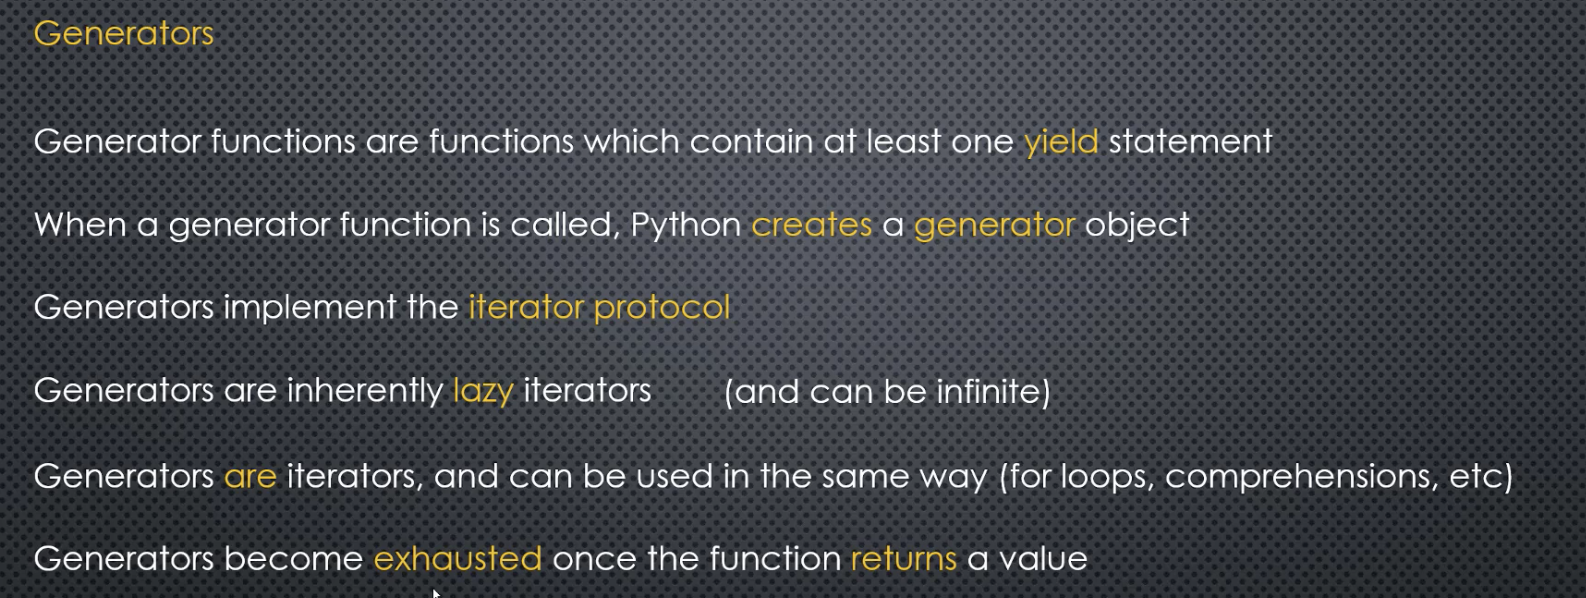 Generators
Generator functions are functions which contain at least one yield statement
When a generator function is called, Python creates a generator object
Generators implement the iterator protocol
Generators are inherently lazy iterators (and can be infinite)
Generators are iterators, and can be used in the same way (for loops, comprehensions, etc)
Generators become exhausted once the function returns a value